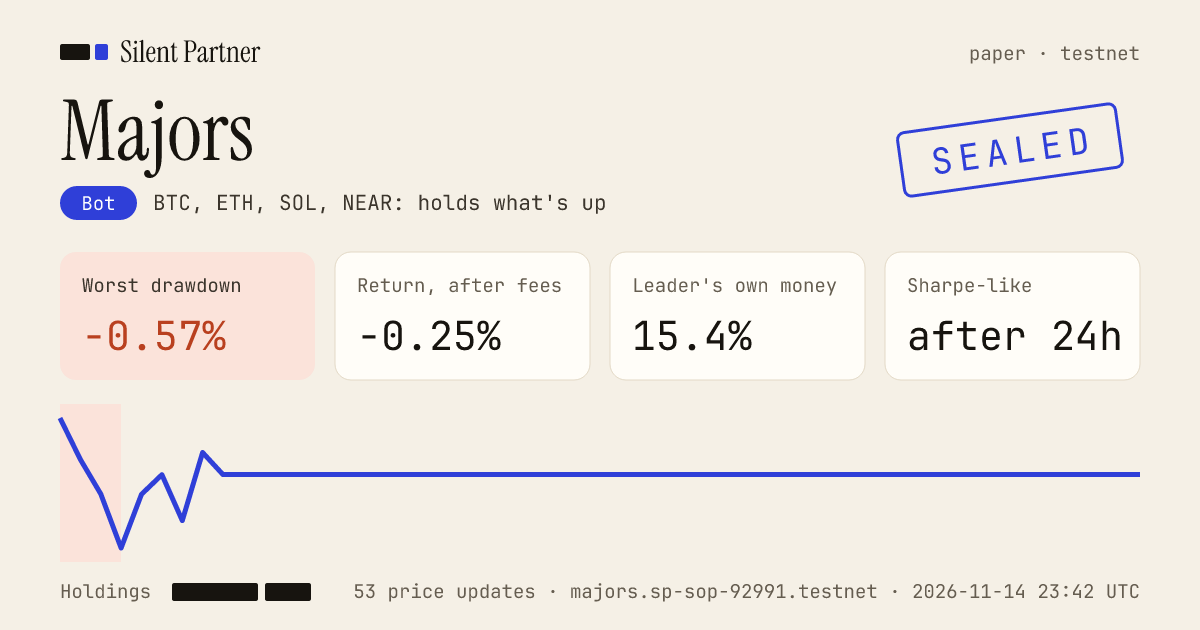 Silent Partner
paper · testnet
Majors
SEALED
Bot BTC, ETH, SOL, NEAR: holds what's up
Worst drawdown
-0.57%
Return, after fees
-0.25%
Leader's own money
15.4%
Sharpe-like
after 24h
Holdings
53 price updates · majors.sp-sop-92991.testnet · 2026-11-14 23:42 UTC